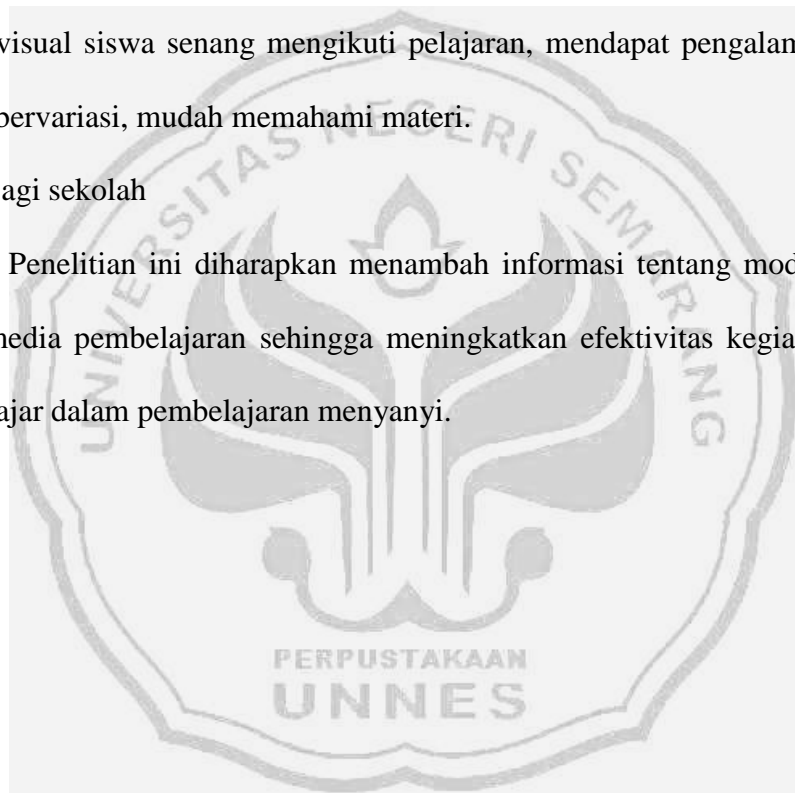 visual siswa senang mengikuti pelajaran, mendapat pengalam
bervariasi, mudah memahami materi.
agi sekolah
Penelitian ini diharapkan menambah informasi tentang mod
media pembelajaran sehingga meningkatkan efektivitas kegia
ajar dalam pembelajaran menyanyi.
UNIVERSITAS NEGERI SEMARANG
PERPUSTAKAAN
UNNES